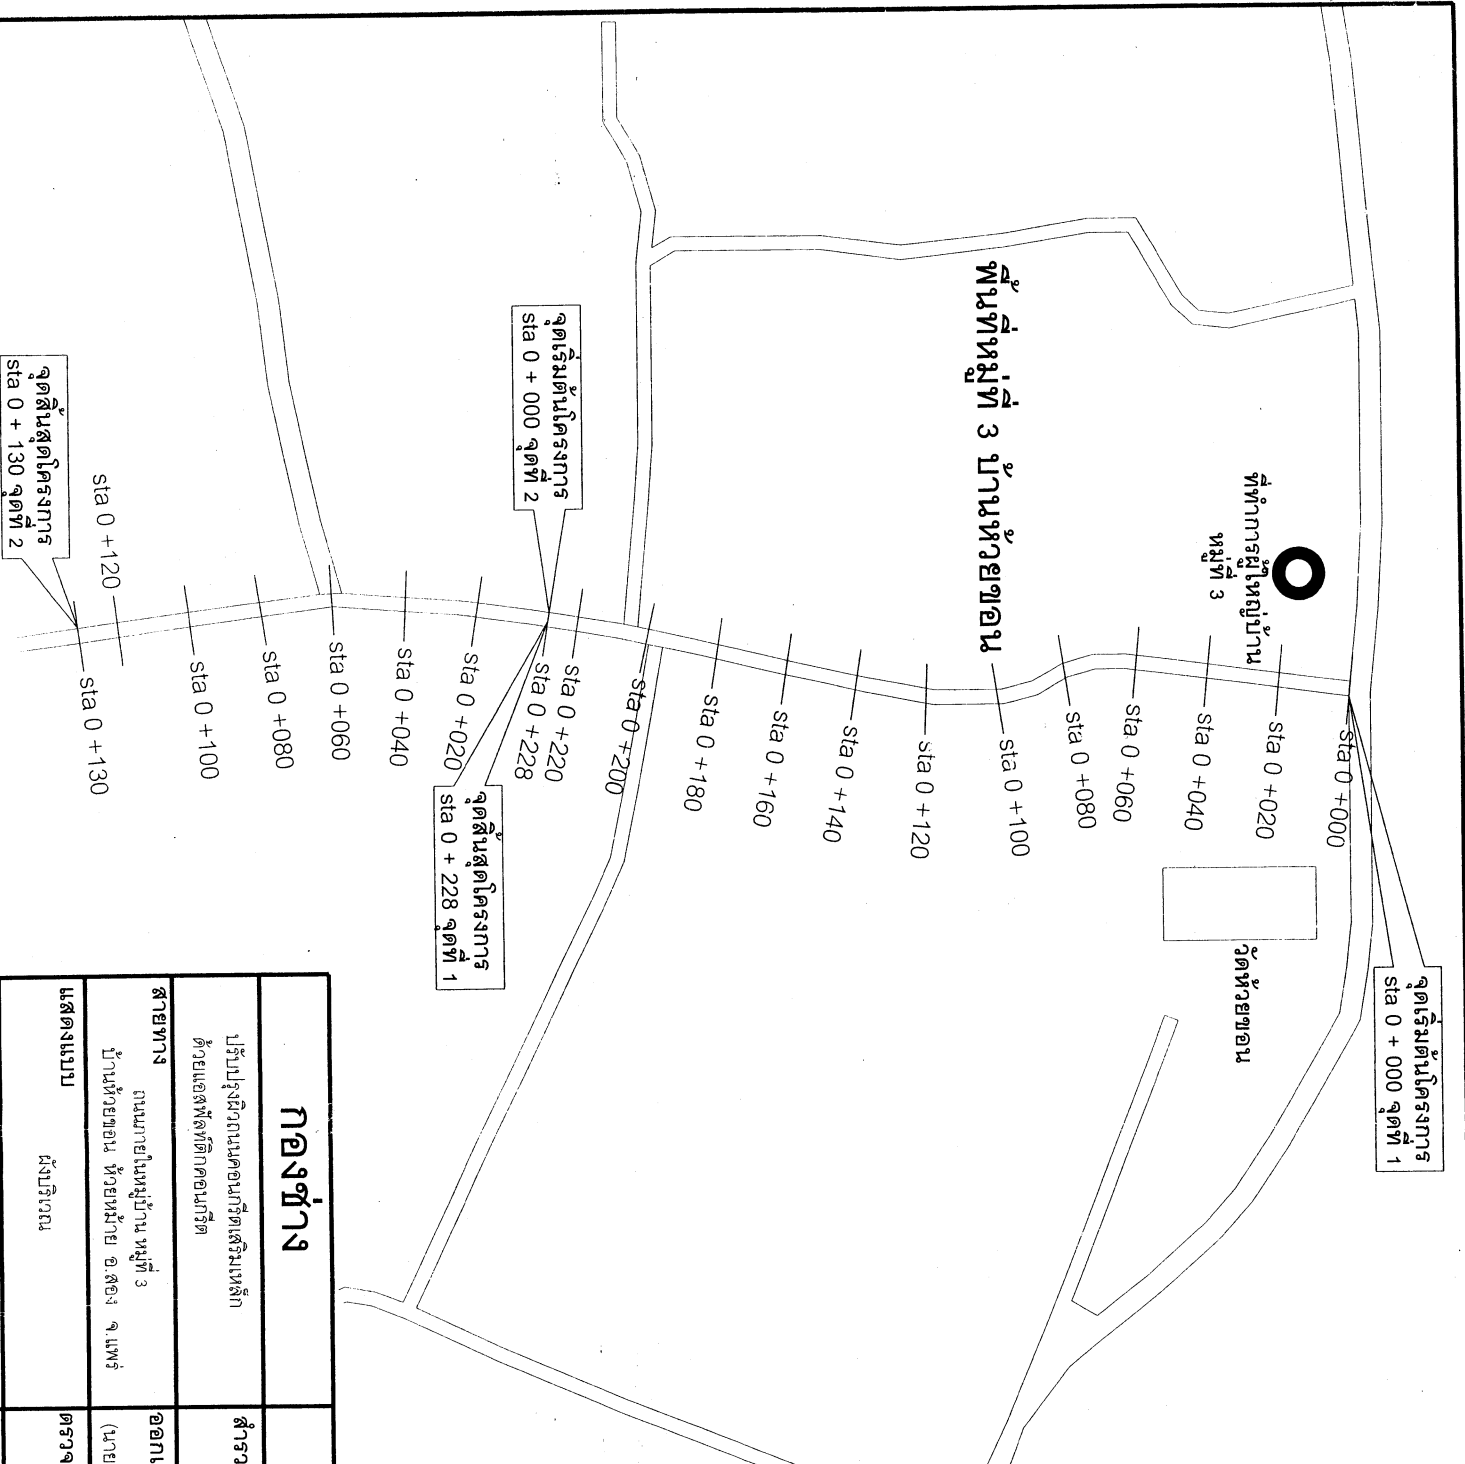 จุดเริ่มต้นโครงการ
sta 0 + 000 จุดที่ 1
ที่ทำการผู้ใหญ่บ้าน
หมู่ที่ 3
วัดห้วยขอน
พื้นที่หมู่ที่ 3 บ้านห้วยขอน
sta 0 +000
sta 0 +020
sta 0 +040
sta 0 +060
sta 0 +080
sta 0 +100
sta 0 +120
sta 0 +140
sta 0 +160
sta 0 +180
sta 0 +200
sta 0 +220
sta 0 +228
จุดเริ่มต้นโครงการ
sta 0 + 000 จุดที่ 2
จุดสิ้นสุดโครงการ
sta 0 + 228 จุดที่ 1
sta 0 +020
sta 0 +040
sta 0 +060
sta 0 +080
sta 0 +100
sta 0 +120
sta 0 +130
จุดสิ้นสุดโครงการ
sta 0 + 130 จุดที่ 2
กองช่าง
ปรับปรุงผิวถนนคอนกรีตเสริมเหล็ก
ด้วยแอสฟัลท์ติกคอนกรีต
สำรว
สายทาง
ถนนภายในหมู่บ้าน หมู่ที่ 3
บ้านห้วยขอน ห้วยหม้าย อ.สอง จ.แพร่
ออกแ
(นาย
แสดงแบบ
ผังบริเวณ
ตรวจ